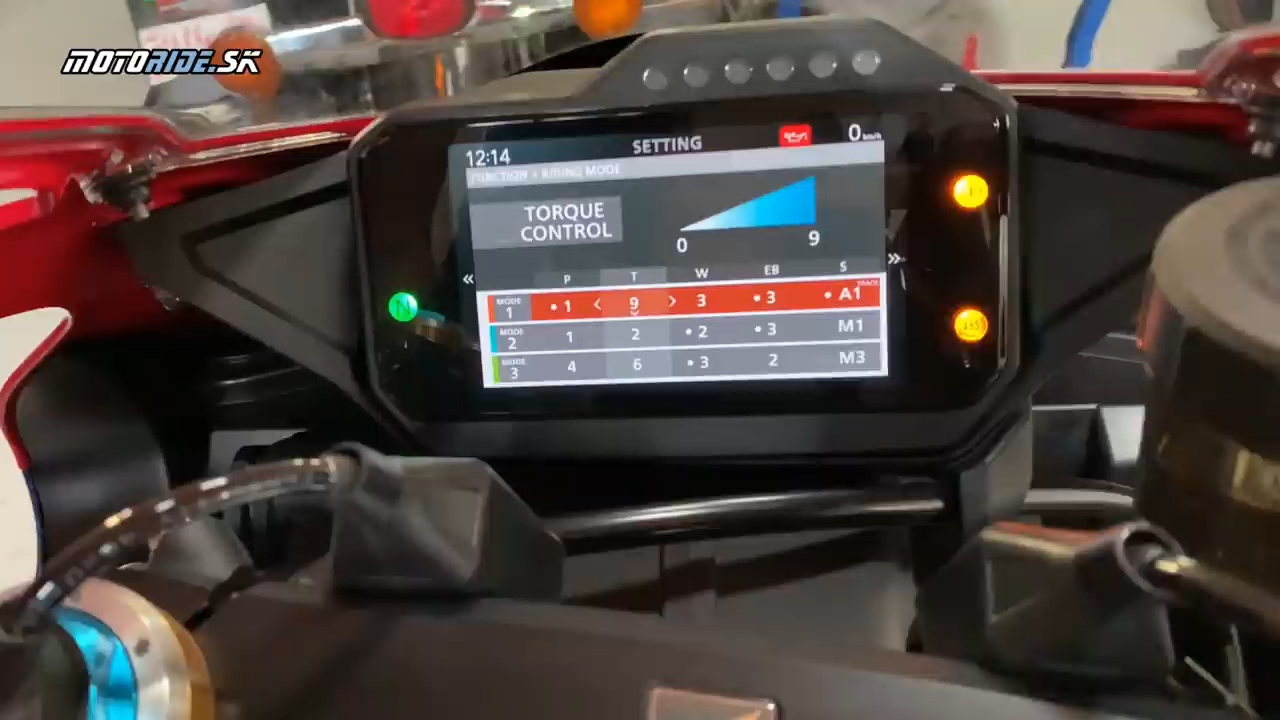 MOTORIDE.SK
12:14 SETTING 0 km/h
FUNCTION > RIDING MODE
TORQUE
CONTROL
0 9
« »
P T W EB S
MODE 1 • 1 < 9 > 3 • 3 • A1 TRACK
MODE 2 1 2 • 2 • 3 M1
MODE 3 4 6 • 3 2 M3
N